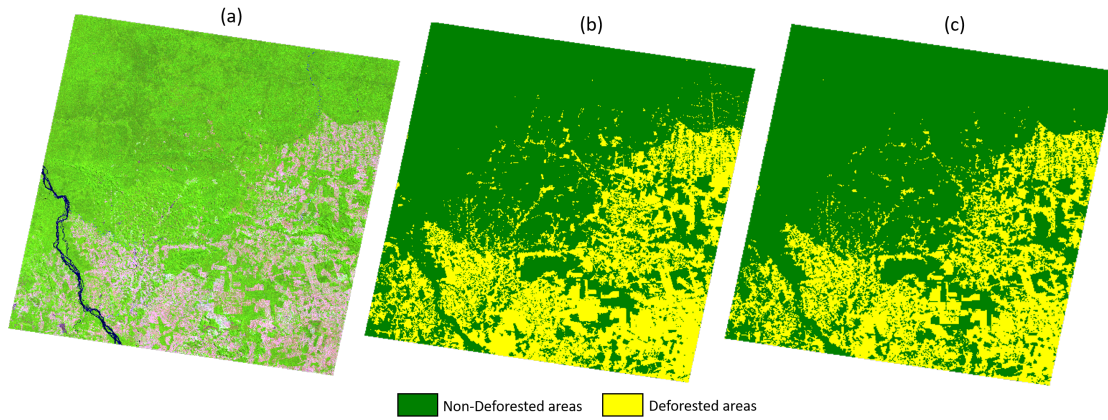 (a)
(b)
(c)
Non-Deforested areas
Deforested areas